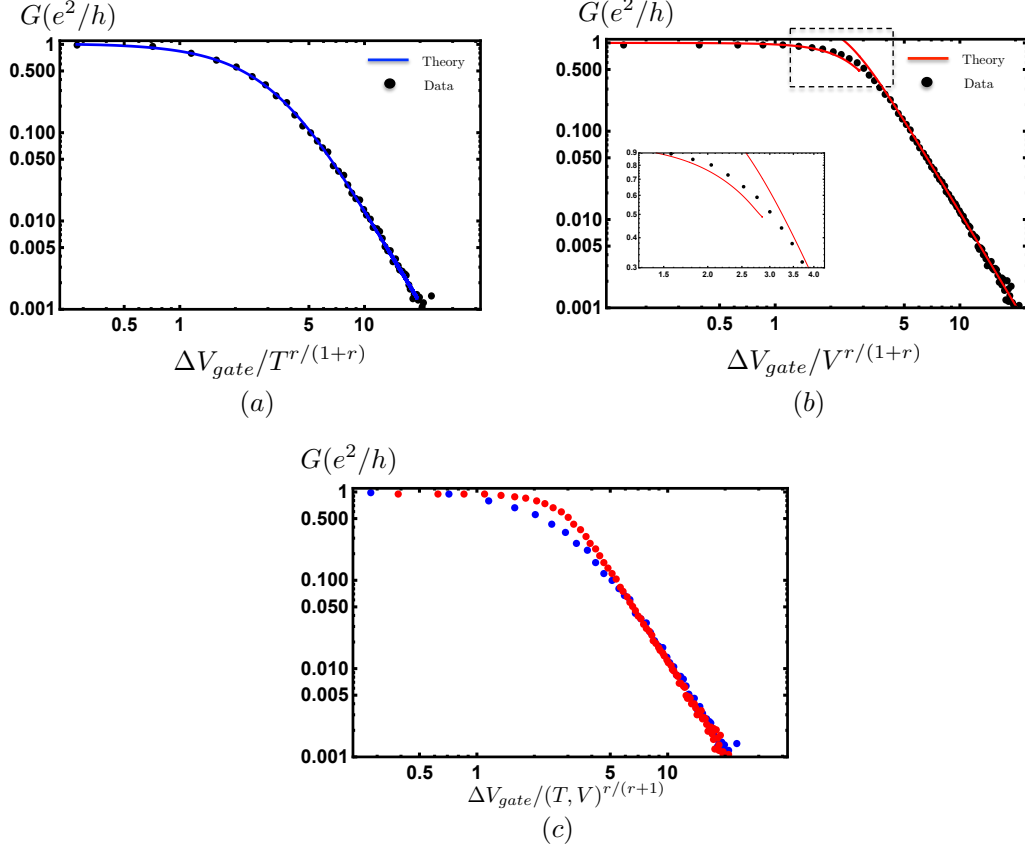 G(e²/h)
1
0.500
0.100
0.050
0.010
0.005
0.001
Theory
Data
0.5 1 5 10
ΔV_gate/T^{r/(1+r)}
(a)
G(e²/h)
1
0.500
0.100
0.050
0.010
0.005
0.001
Theory
Data
0.9
0.8
0.7
0.6
0.5
0.4
0.3
1.5 2.0 3.0 4.0
0.5 1 5 10
ΔV_gate/V^{r/(1+r)}
(b)
G(e²/h)
1
0.500
0.100
0.050
0.010
0.005
0.001
0.5 1 5 10
ΔV_gate/(T, V)^{r/(r+1)}
(c)